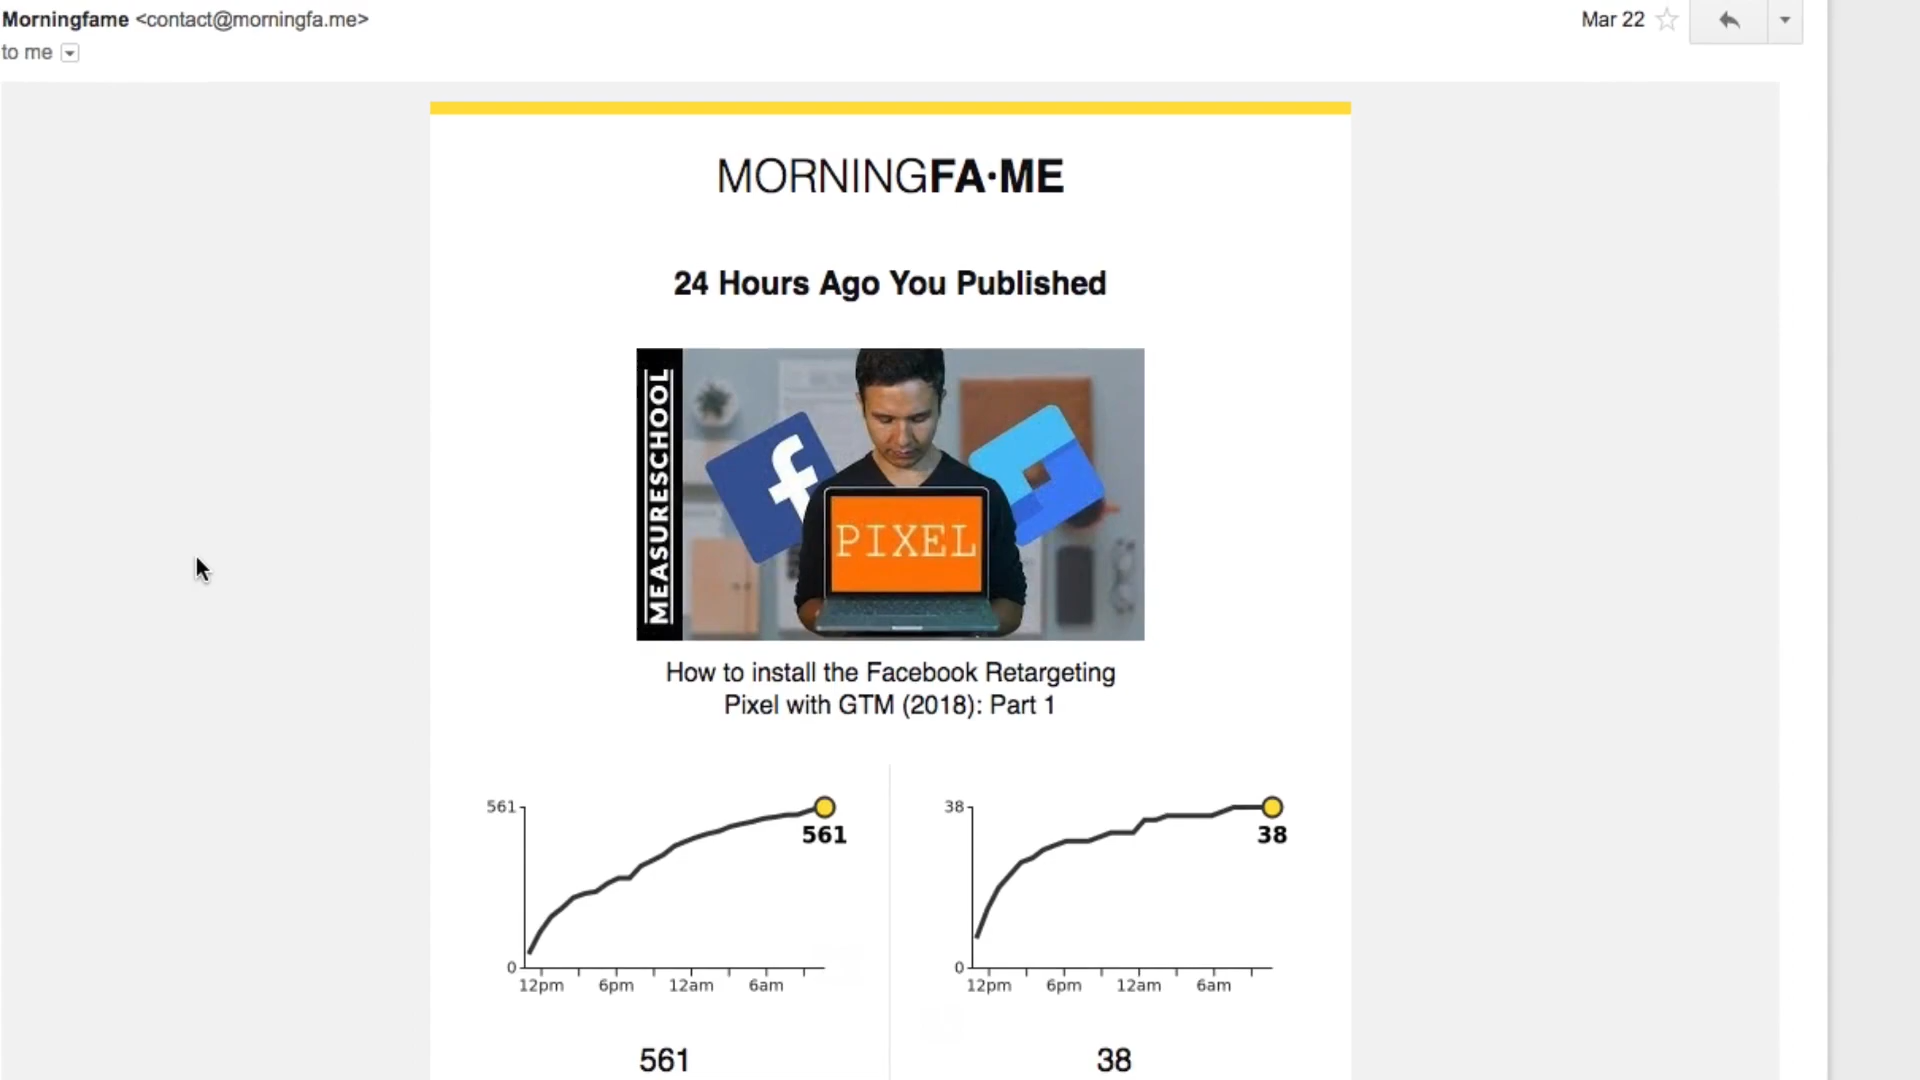 Morningfame <contact@morningfa.me>
Mar 22
to me
MORNINGFA·ME
24 Hours Ago You Published
MEASURESCHOOL
f
PIXEL
How to install the Facebook Retargeting
Pixel with GTM (2018): Part 1
561
561
0
12pm 6pm 12am 6am
561
38
38
0
12pm 6pm 12am 6am
38